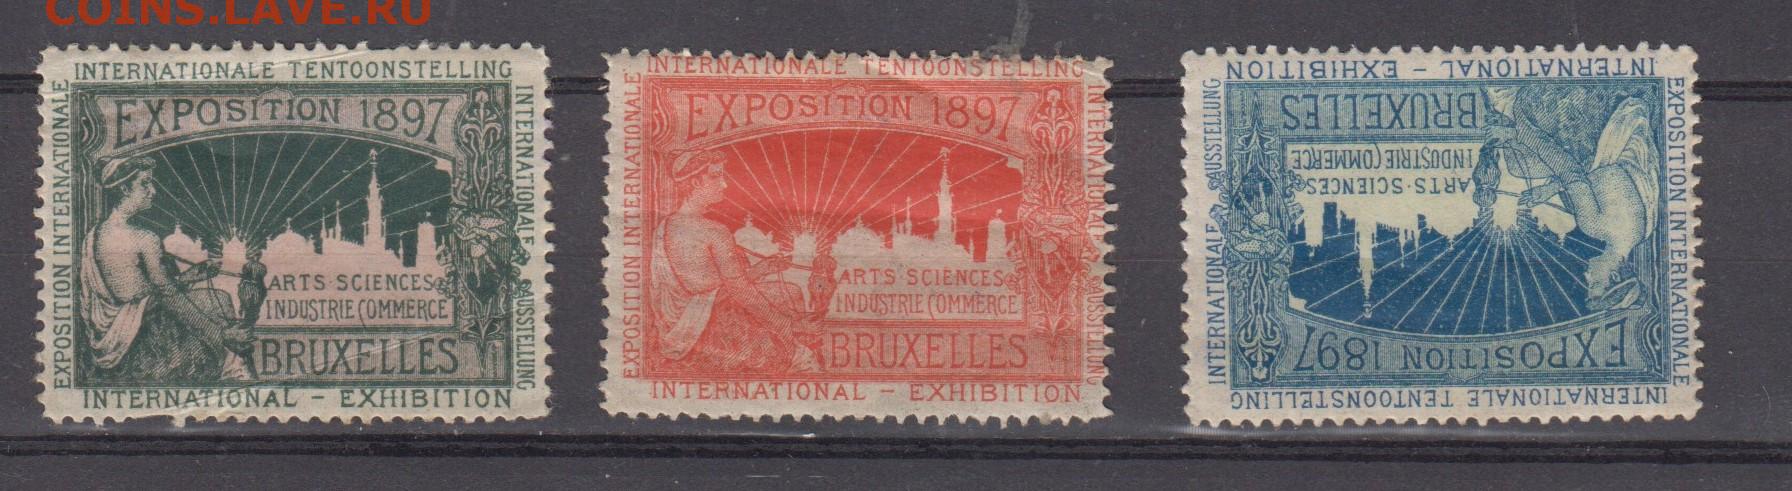 COINS.LAVE.RU
INTERNATIONALE TENTOONSTELLING
EXPOSITION INTERNATIONALE
EXPOSITION 1897
ARTS SCIENCES
INDUSTRIE COMMERCE
BRUXELLES
INTERNATIONALE AUSSTELLUNG
INTERNATIONAL - EXHIBITION
INTERNATIONALE TENTOONSTELLING
EXPOSITION INTERNATIONALE
EXPOSITION 1897
ARTS SCIENCES
INDUSTRIE COMMERCE
BRUXELLES
INTERNATIONALE AUSSTELLUNG
INTERNATIONAL - EXHIBITION
INTERNATIONALE TENTOONSTELLING
EXPOSITION INTERNATIONALE
EXPOSITION 1897
ARTS·SCIENCES
INDUSTRIE COMMERCE
BRUXELLES
INTERNATIONALE AUSSTELLUNG
INTERNATIONAL - EXHIBITION